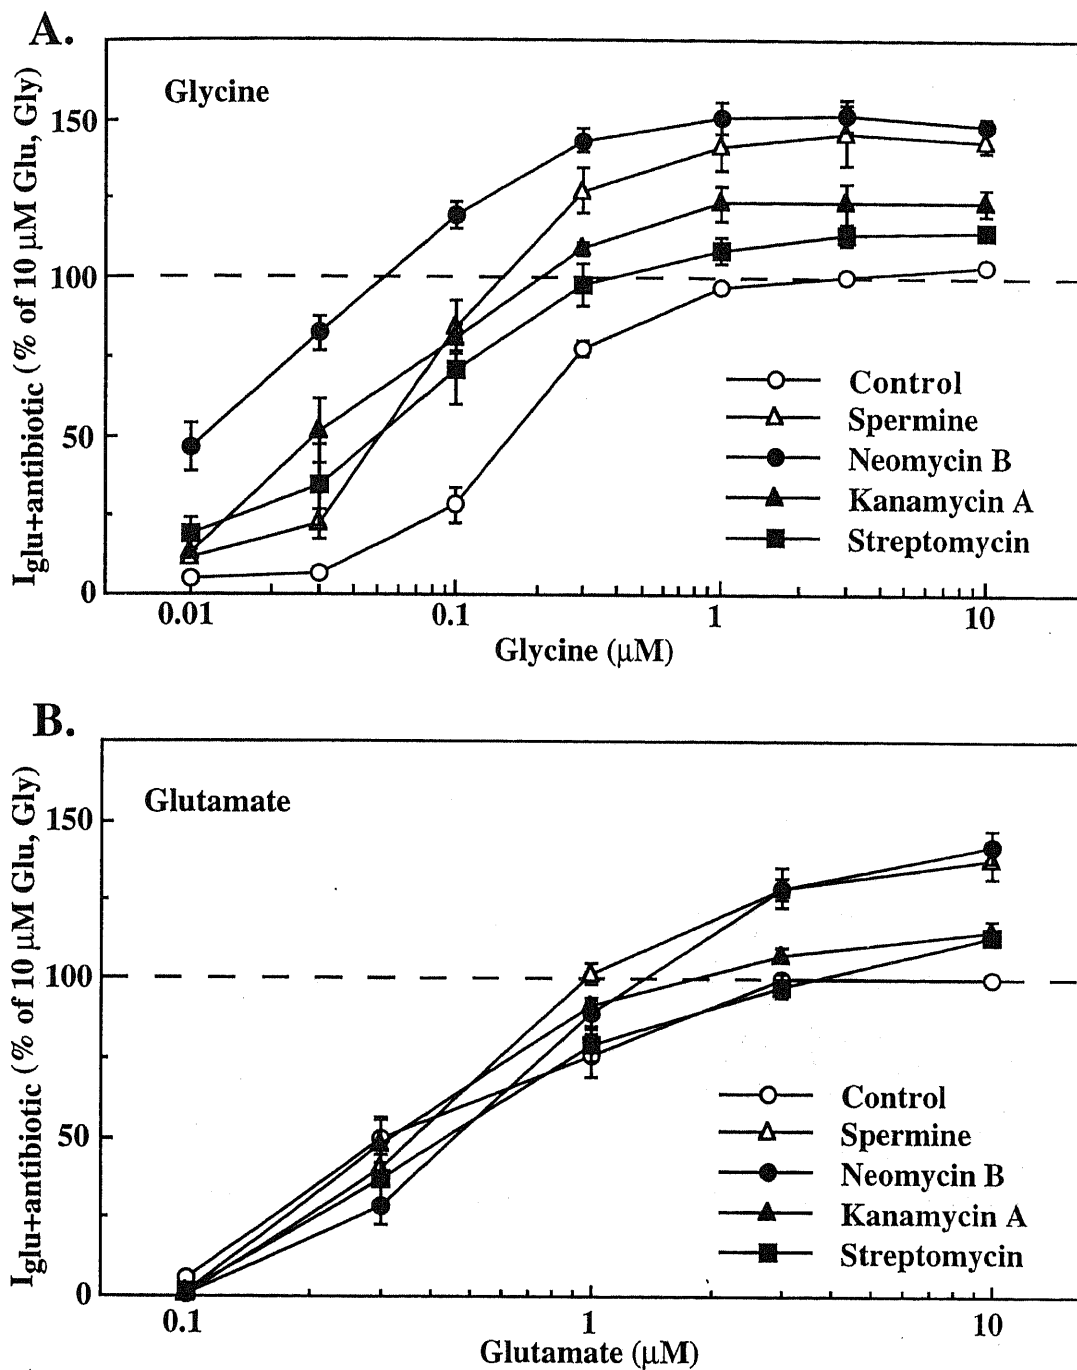 A.
Glycine
Iglu+antibiotic (% of 10 µM Glu, Gly)
150
100
50
0
Control
Spermine
Neomycin B
Kanamycin A
Streptomycin
0.01 0.1 1 10
Glycine (µM)
B.
Glutamate
Iglu+antibiotic (% of 10 µM Glu, Gly)
150
100
50
0
Control
Spermine
Neomycin B
Kanamycin A
Streptomycin
0.1 1 10
Glutamate (µM)